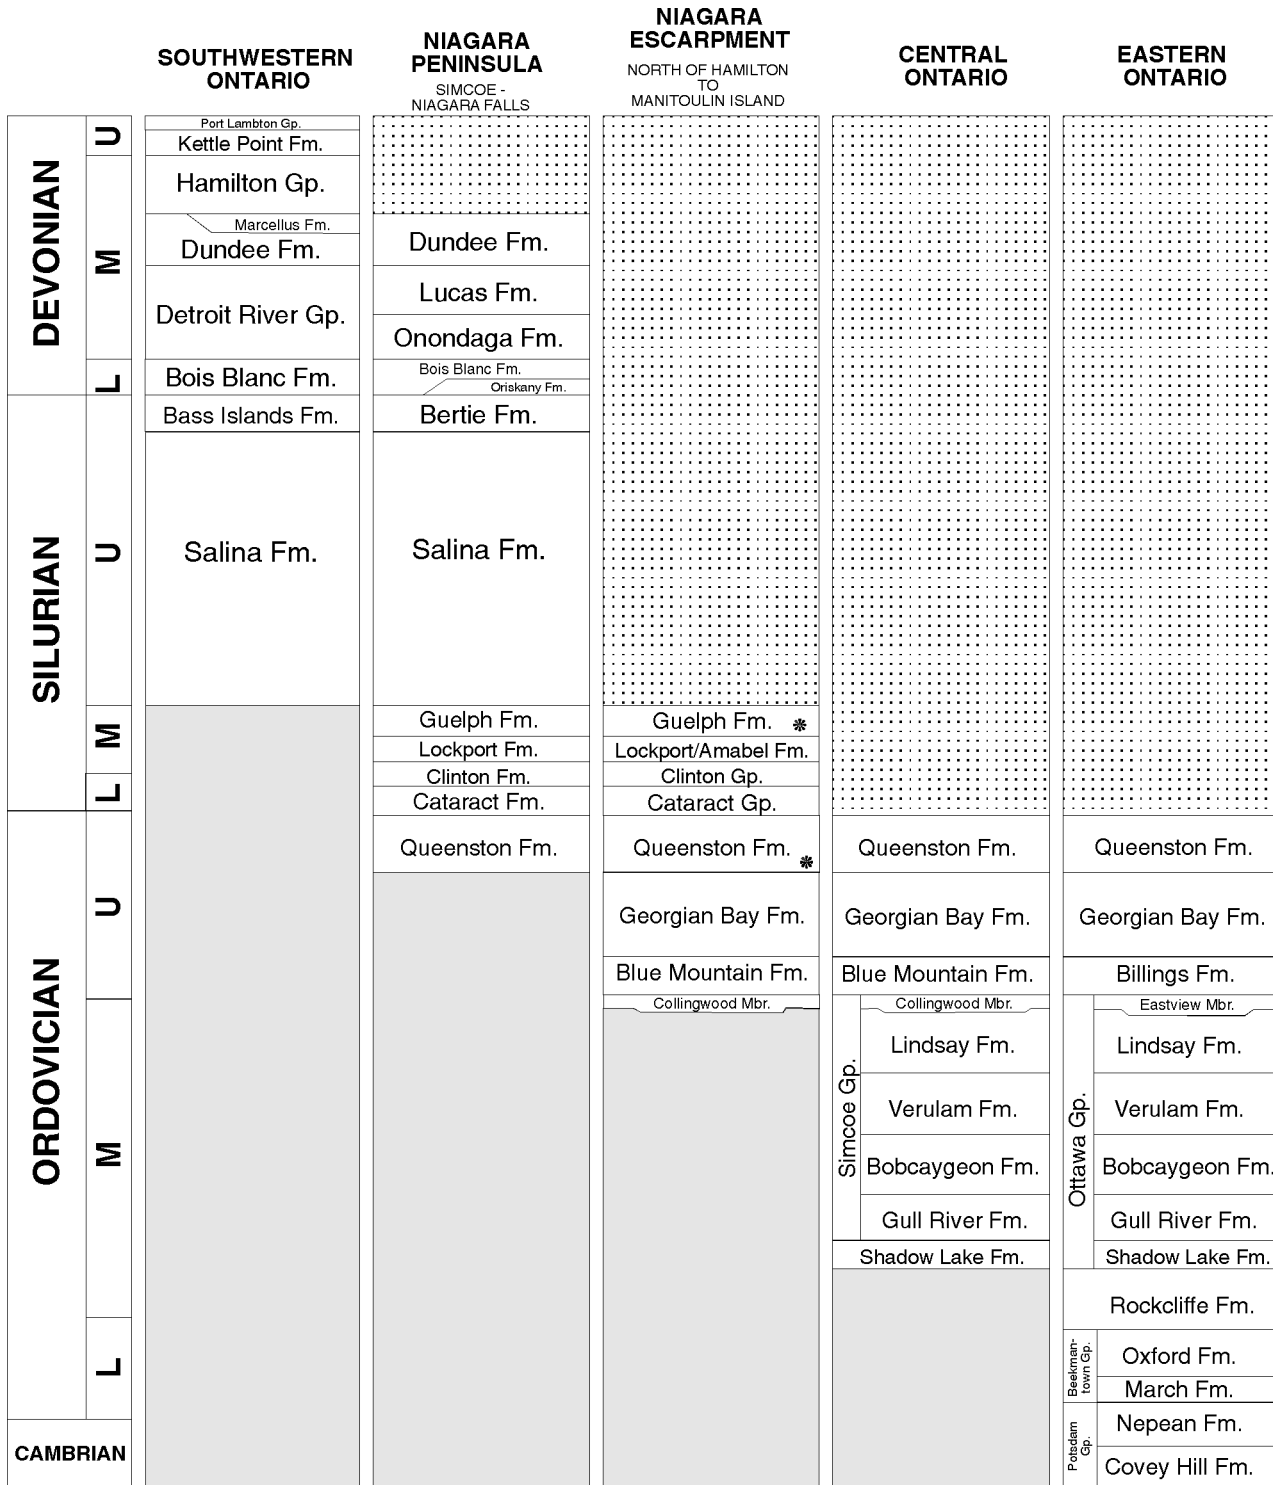 SOUTHWESTERN
ONTARIO
NIAGARA
PENINSULA
SIMCOE -
NIAGARA FALLS
NIAGARA
ESCARPMENT
NORTH OF HAMILTON
TO
MANITOULIN ISLAND
CENTRAL
ONTARIO
EASTERN
ONTARIO
DEVONIAN
U
M
L
SILURIAN
U
M
L
ORDOVICIAN
U
M
L
CAMBRIAN
Port Lambton Gp.
Kettle Point Fm.
Hamilton Gp.
Marcellus Fm.
Dundee Fm.
Detroit River Gp.
Bois Blanc Fm.
Bass Islands Fm.
Salina Fm.
Dundee Fm.
Lucas Fm.
Onondaga Fm.
Bois Blanc Fm.
Oriskany Fm.
Bertie Fm.
Salina Fm.
Guelph Fm.
Lockport Fm.
Clinton Fm.
Cataract Fm.
Queenston Fm.
Guelph Fm. *
Lockport/Amabel Fm.
Clinton Gp.
Cataract Gp.
Queenston Fm. *
Georgian Bay Fm.
Blue Mountain Fm.
Collingwood Mbr.
Queenston Fm.
Georgian Bay Fm.
Blue Mountain Fm.
Simcoe Gp.
Collingwood Mbr.
Lindsay Fm.
Verulam Fm.
Bobcaygeon Fm.
Gull River Fm.
Shadow Lake Fm.
Queenston Fm.
Georgian Bay Fm.
Billings Fm.
Ottawa Gp.
Eastview Mbr.
Lindsay Fm.
Verulam Fm.
Bobcaygeon Fm.
Gull River Fm.
Shadow Lake Fm.
Rockcliffe Fm.
Beekman-
town Gp.
Oxford Fm.
March Fm.
Potsdam
Gp.
Nepean Fm.
Covey Hill Fm.